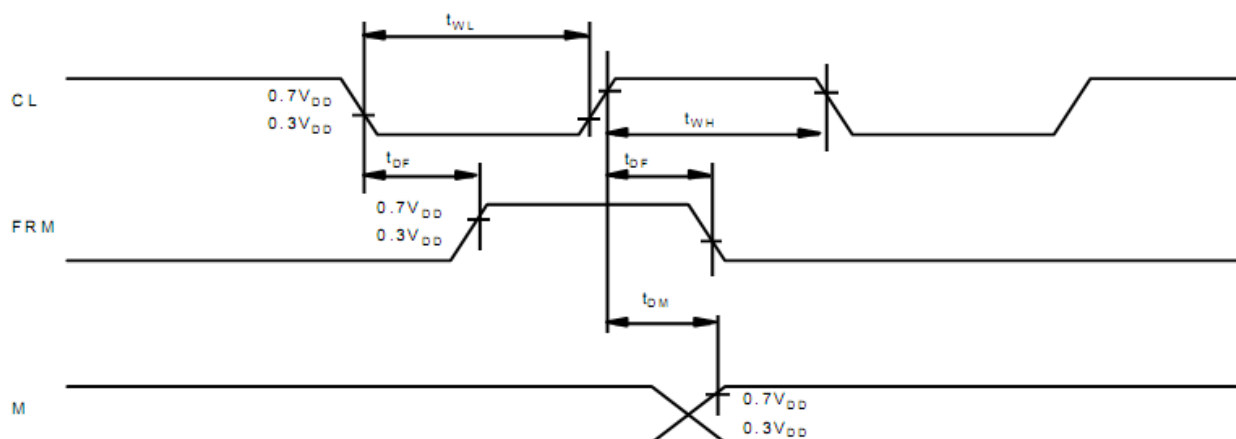 tWL
CL
0.7VDD
0.3VDD
tWH
tDF
tDF
FRM
0.7VDD
0.3VDD
tDM
M
0.7VDD
0.3VDD